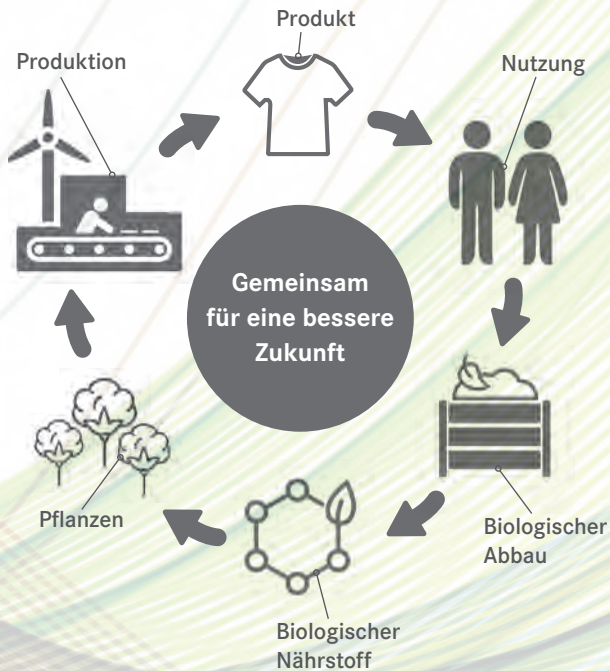 Produkt
Produktion
Nutzung
Gemeinsam
für eine bessere
Zukunft
Pflanzen
Biologischer
Abbau
Biologischer
Nährstoff